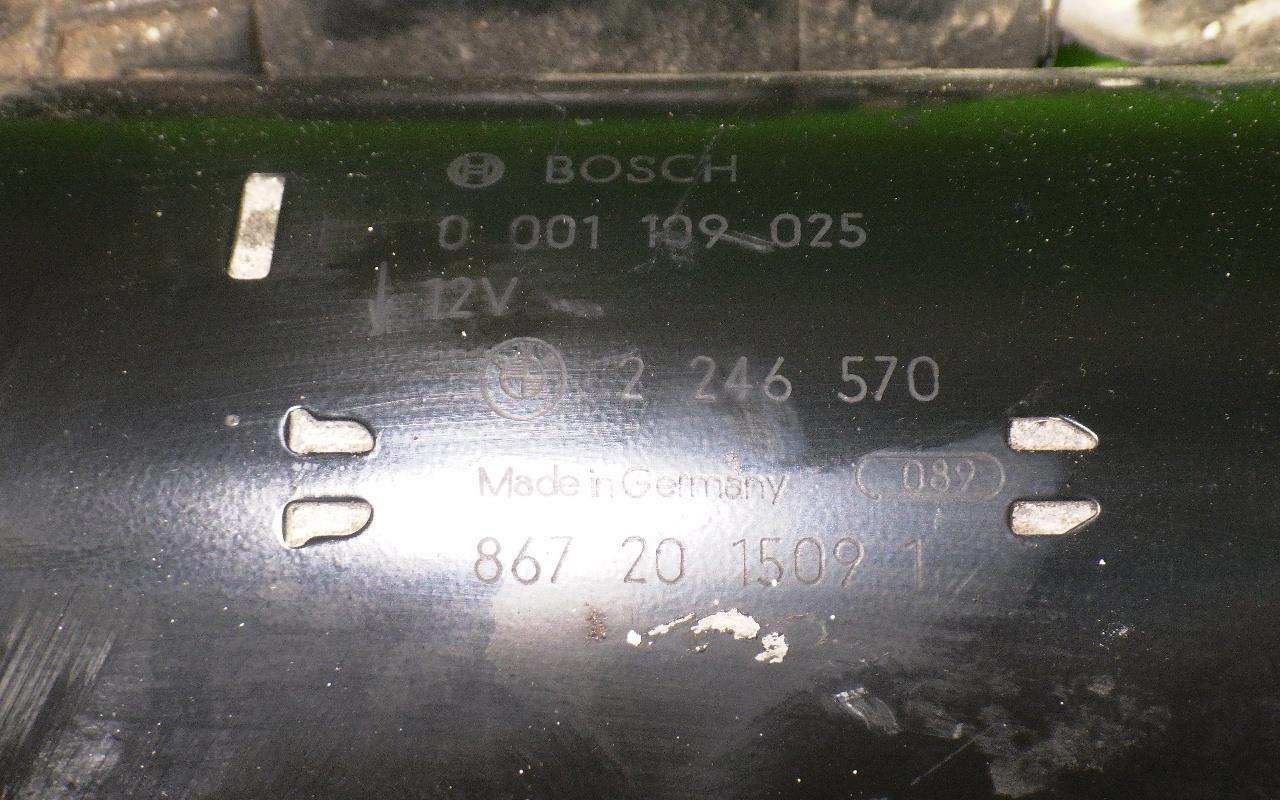 BOSCH
0 001 109 025
12V
2 246 570
Made in Germany 089
867 20 1509 1